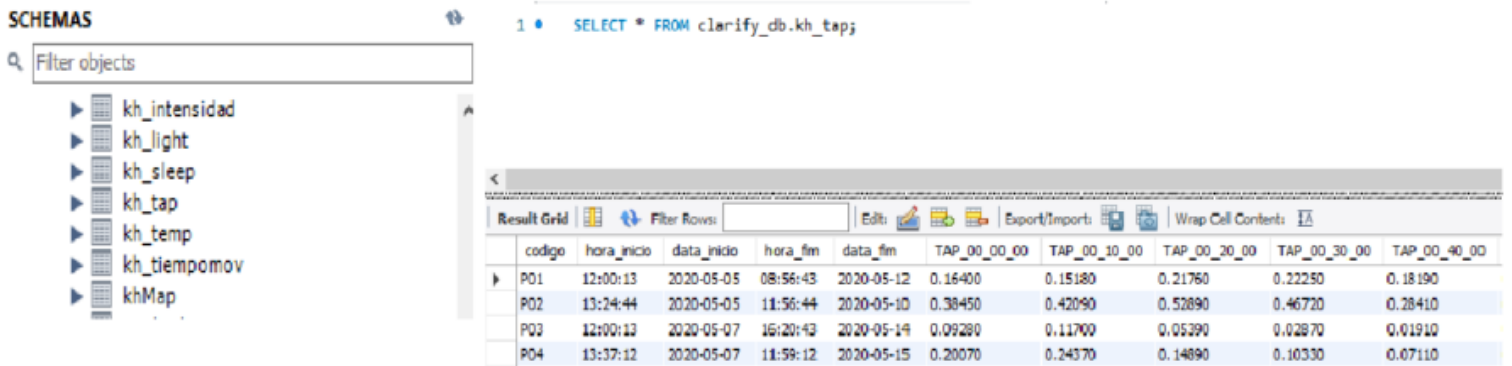 SCHEMAS
Filter objects
kh_intensidad
kh_light
kh_sleep
kh_tap
kh_temp
kh_tiempomov
khMap
1 SELECT * FROM clarify_db.kh_tap;
Result Grid Filter Rows: Edit: Export/Import: Wrap Cell Content: IA
codigo hora_inicio data_inicio hora_fim data_fim TAP_00_00_00 TAP_00_10_00 TAP_00_20_00 TAP_00_30_00 TAP_00_40_00
P01 12:00:13 2020-05-05 08:56:43 2020-05-12 0.16400 0.15180 0.21760 0.22250 0.18190
P02 13:24:44 2020-05-05 11:56:44 2020-05-10 0.38450 0.42090 0.52890 0.46720 0.28410
P03 12:00:13 2020-05-07 16:20:43 2020-05-14 0.09280 0.11700 0.05390 0.02870 0.01910
P04 13:37:12 2020-05-07 11:59:12 2020-05-15 0.20070 0.24370 0.14890 0.10330 0.07110